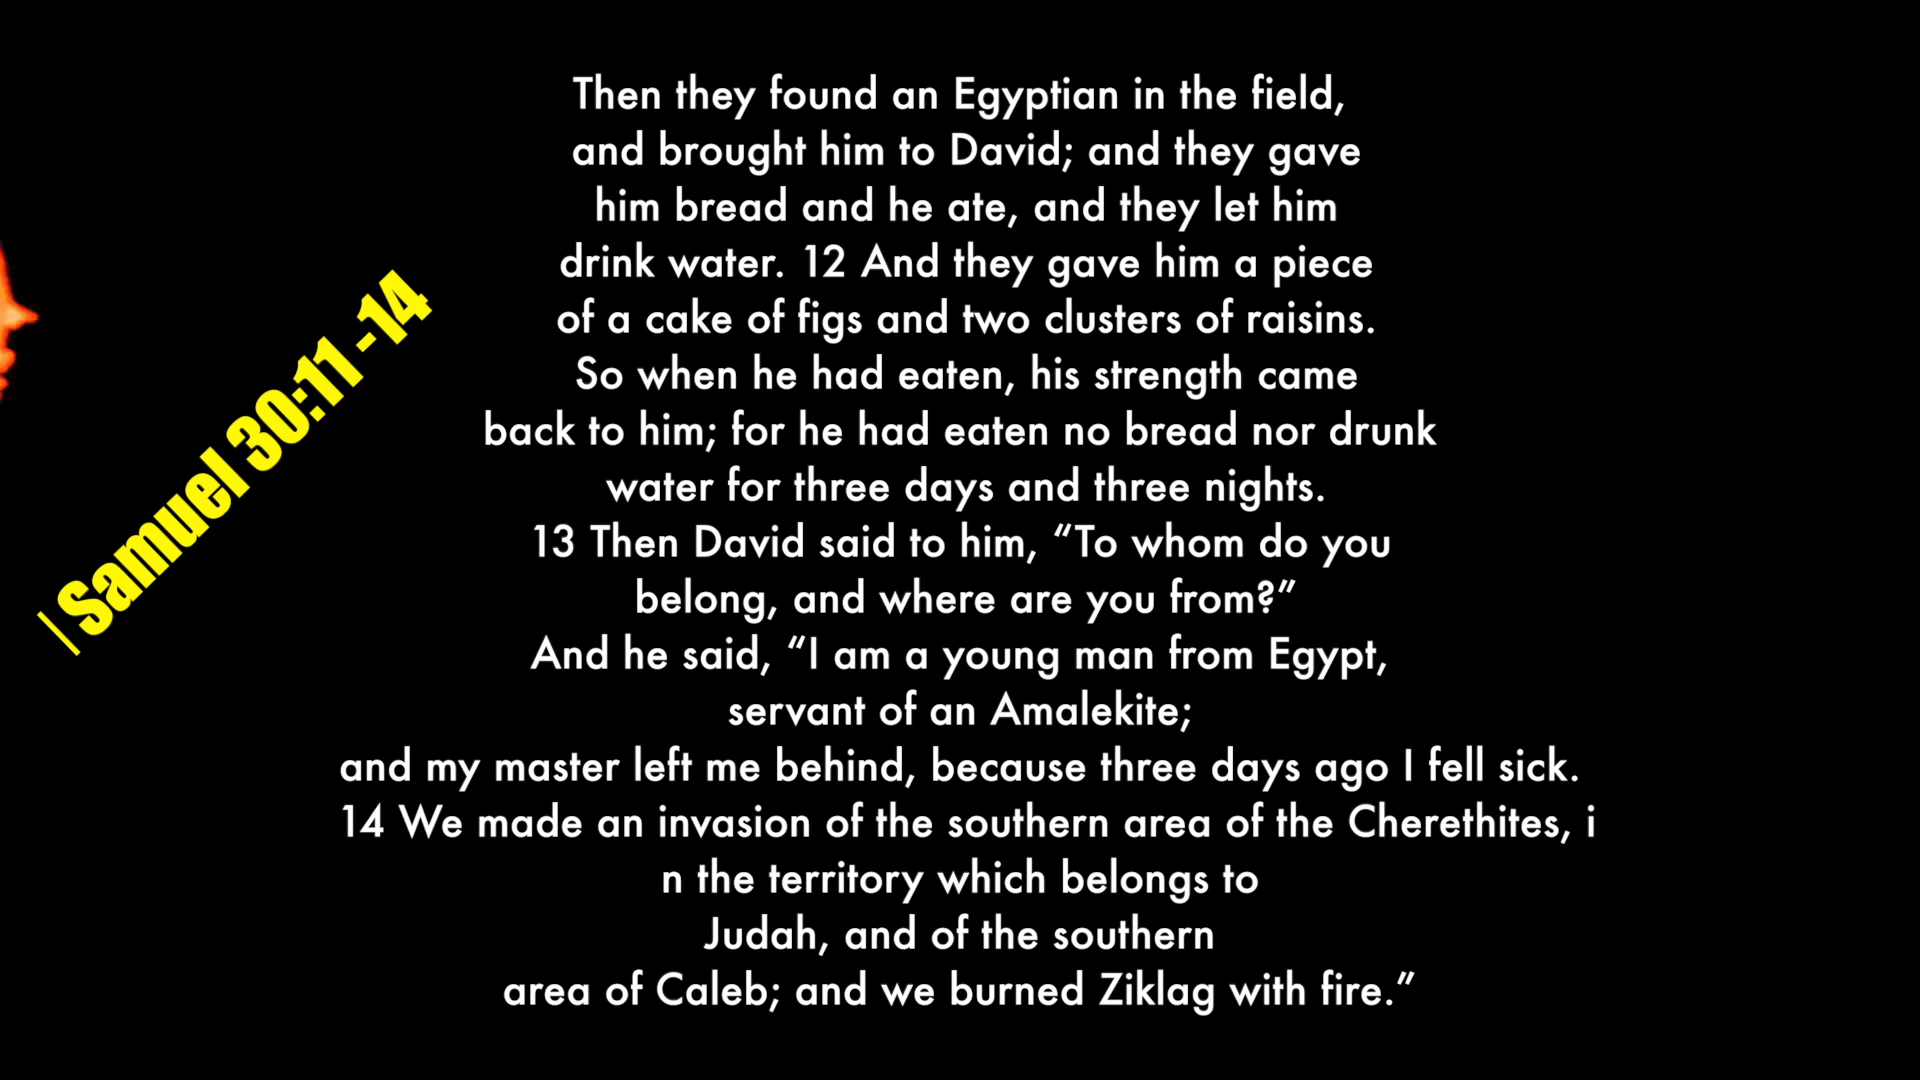 Then they found an Egyptian in the field,
and brought him to David; and they gave
him bread and he ate, and they let him
drink water. 12 And they gave him a piece
of a cake of figs and two clusters of raisins.
So when he had eaten, his strength came
back to him; for he had eaten no bread nor drunk
water for three days and three nights.
13 Then David said to him, “To whom do you
belong, and where are you from?”
And he said, “I am a young man from Egypt,
servant of an Amalekite;
and my master left me behind, because three days ago I fell sick.
14 We made an invasion of the southern area of the Cherethites, i
n the territory which belongs to
Judah, and of the southern
area of Caleb; and we burned Ziklag with fire.”
| Samuel 30:11 -14